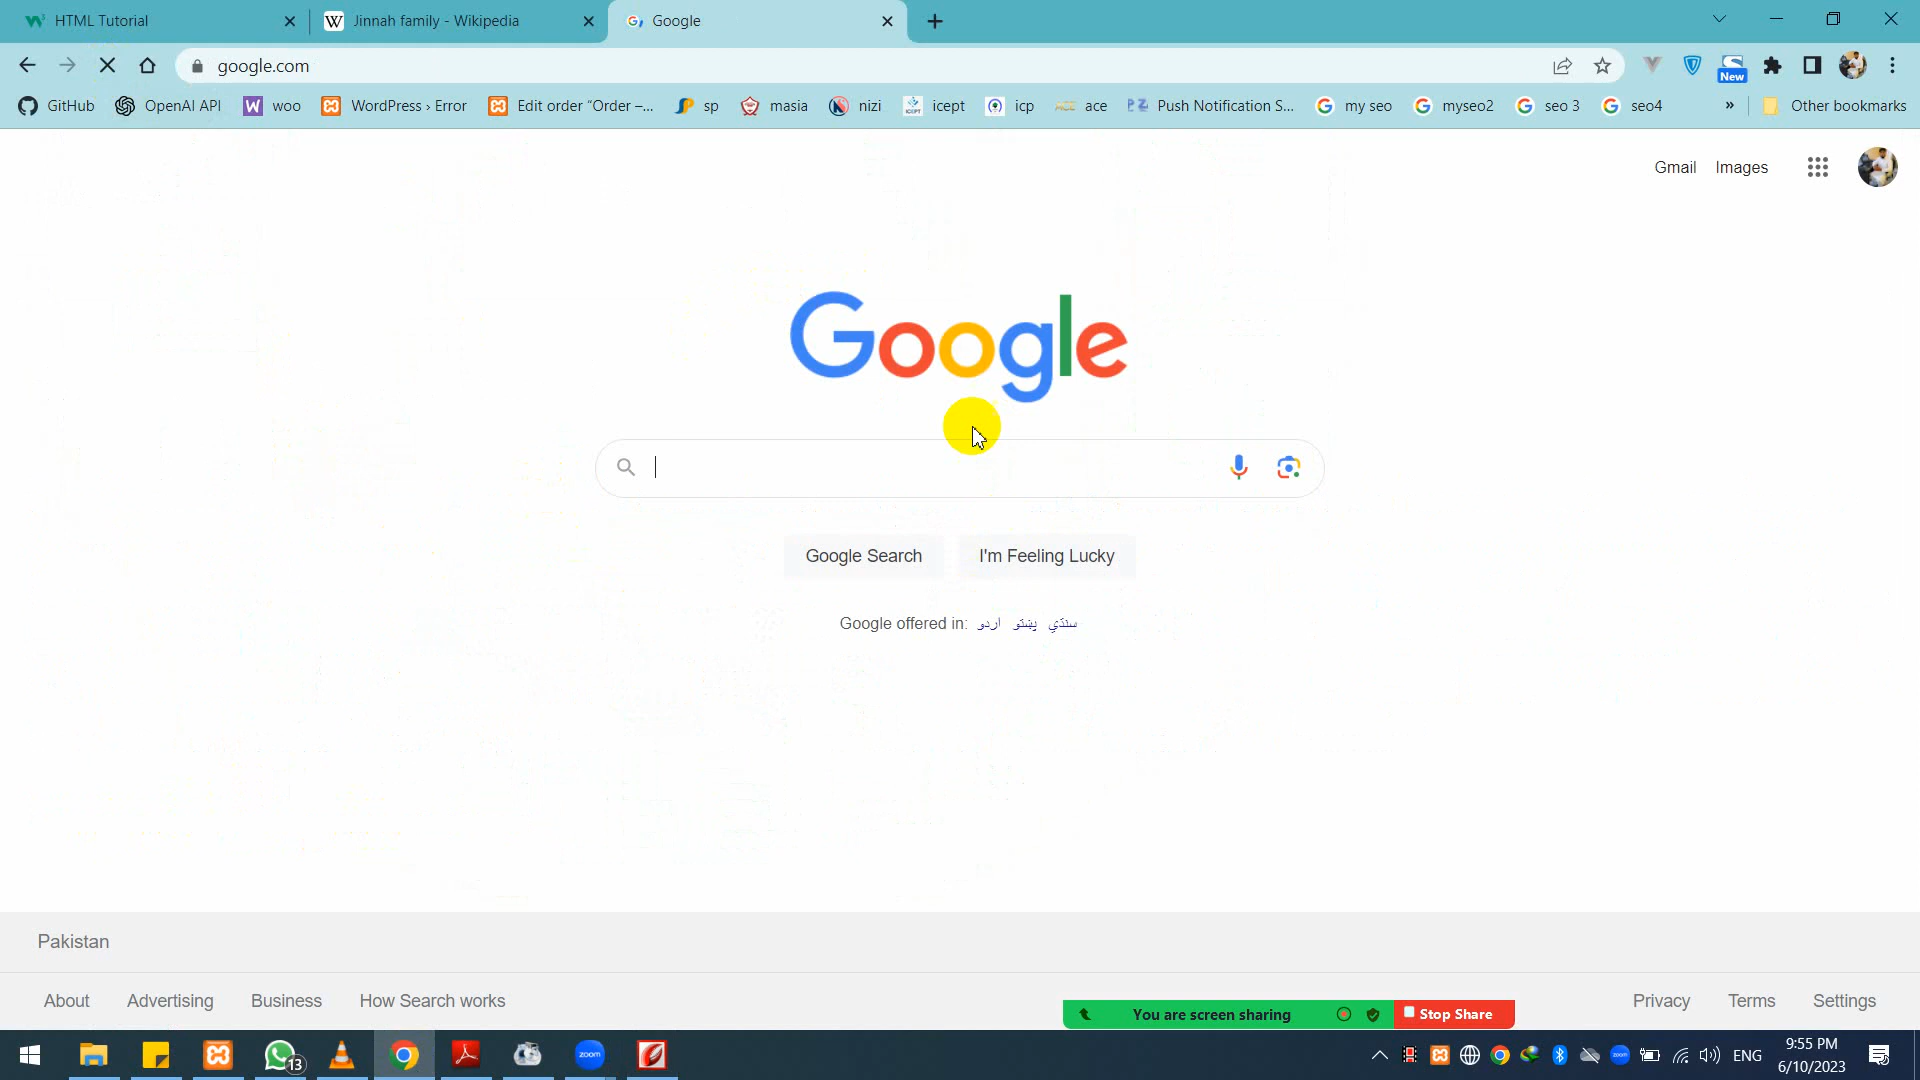 HTML Tutorial
Jinnah family - Wikipedia
Google
google.com
New
GitHub
OpenAI API
woo
WordPress › Error
Edit order "Order –...
sp
masia
nizi
icept
icp
ace
Push Notification S...
my seo
myseo2
seo 3
seo4
»
Other bookmarks
Gmail
Images
Google
Google Search
I'm Feeling Lucky
Google offered in: اردو پښتو سنڌي
Pakistan
About
Advertising
Business
How Search works
Privacy
Terms
Settings
You are screen sharing
Stop Share
13
zoom
ENG
9:55 PM
6/10/2023